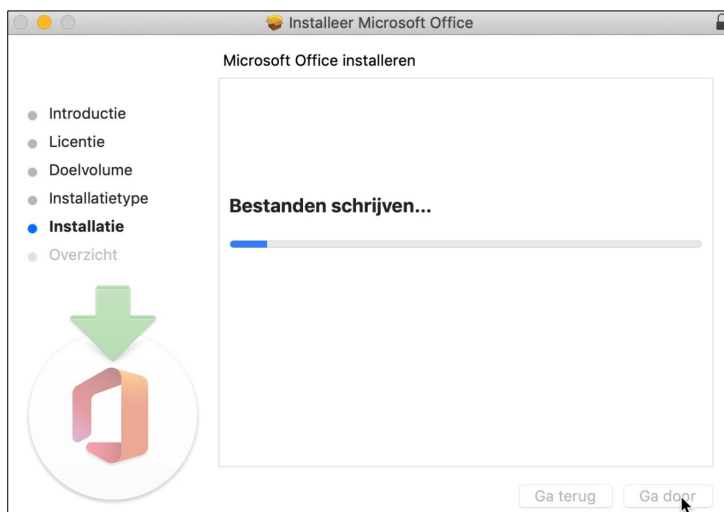 Installeer Microsoft Office
Microsoft Office installeren
Introductie
Licentie
Doelvolume
Installatietype
Installatie
Overzicht
Bestanden schrijven...
Ga terug
Ga door